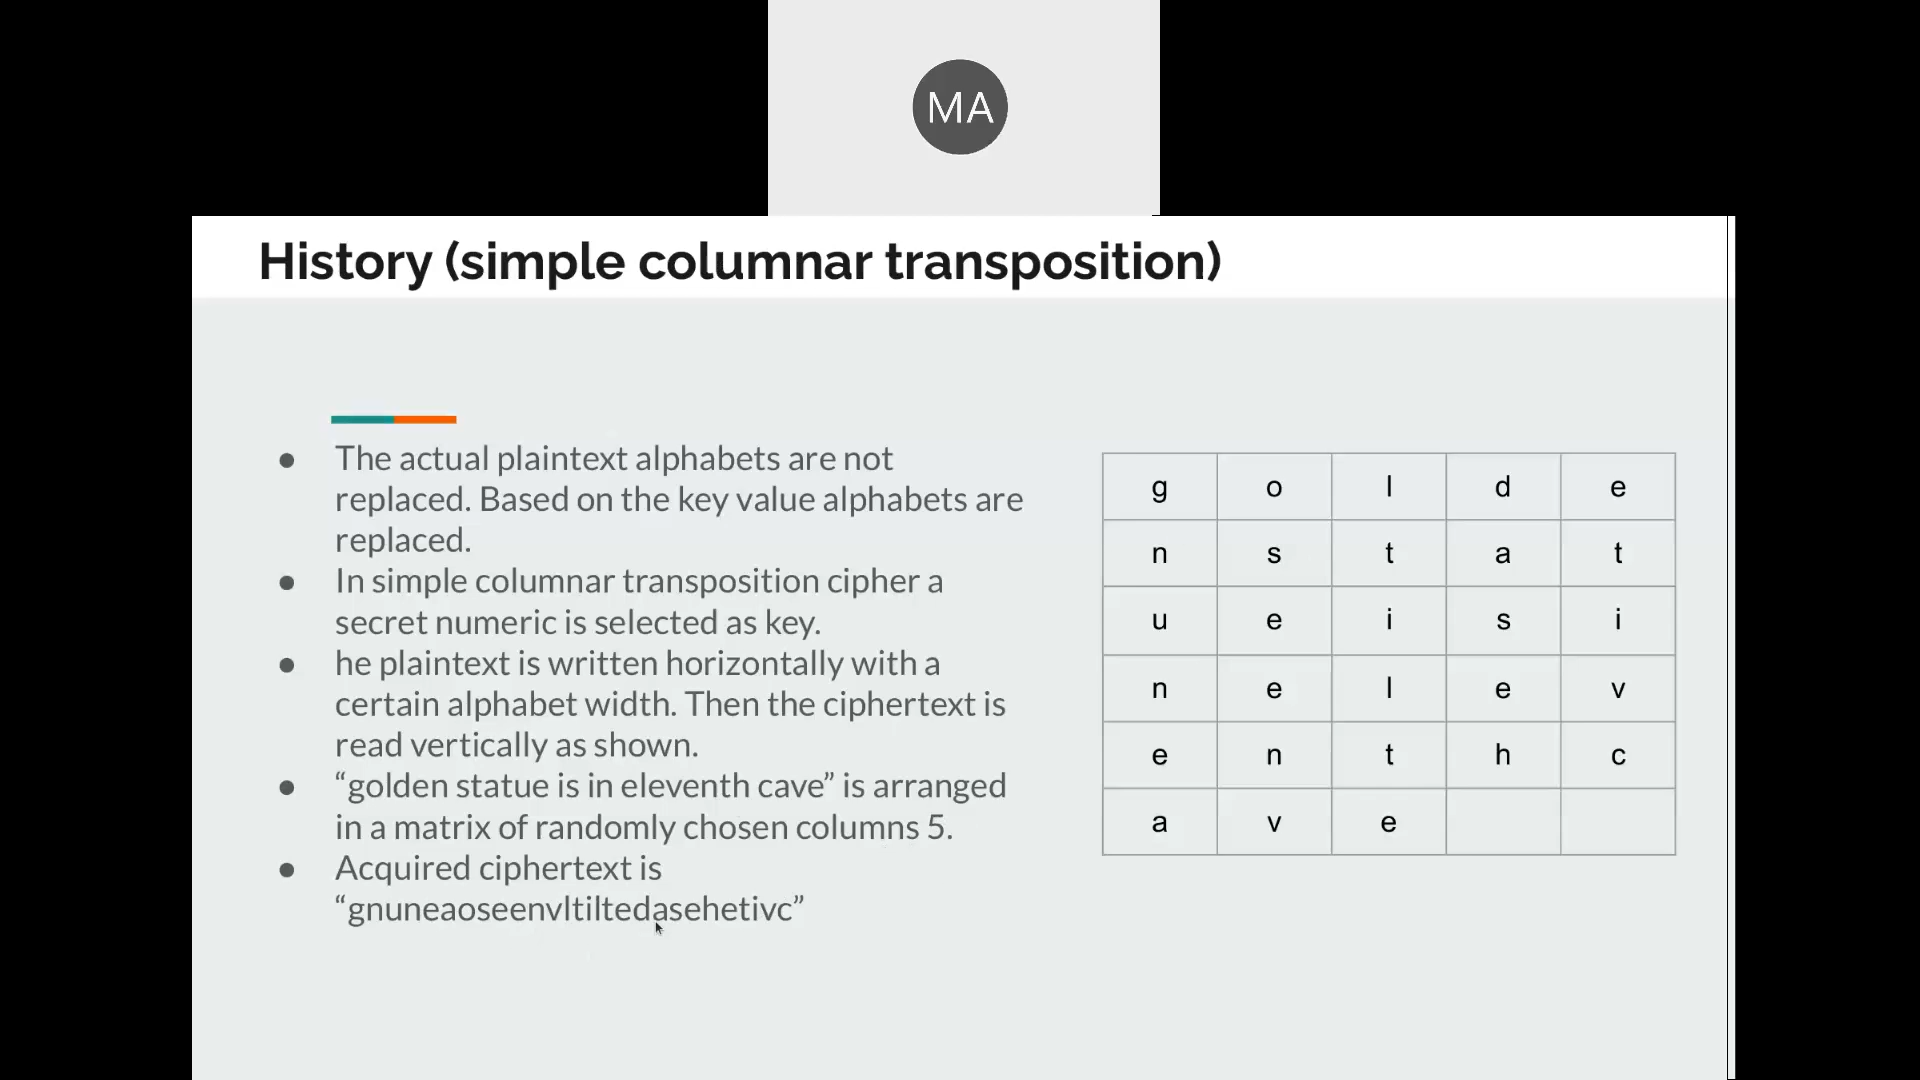 MA
History (simple columnar transposition)
● The actual plaintext alphabets are not
replaced. Based on the key value alphabets are
replaced.
● In simple columnar transposition cipher a
secret numeric is selected as key.
● he plaintext is written horizontally with a
certain alphabet width. Then the ciphertext is
read vertically as shown.
● “golden statue is in eleventh cave” is arranged
in a matrix of randomly chosen columns 5.
● Acquired ciphertext is
“gnuneaoseenvltiltedasehetivc”
g o l d e
n s t a t
u e i s i
n e l e v
e n t h c
a v e